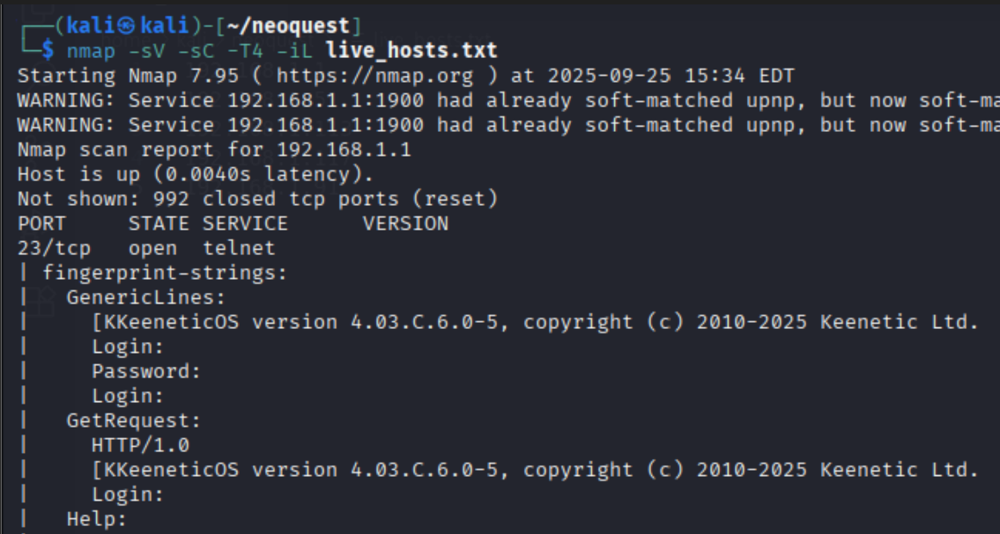 ┌──(kali㉿kali)-[~/neoquest]
└─$ nmap -sV -sC -T4 -iL live_hosts.txt
Starting Nmap 7.95 ( https://nmap.org ) at 2025-09-25 15:34 EDT
WARNING: Service 192.168.1.1:1900 had already soft-matched upnp, but now soft-ma
WARNING: Service 192.168.1.1:1900 had already soft-matched upnp, but now soft-ma
Nmap scan report for 192.168.1.1
Host is up (0.0040s latency).
Not shown: 992 closed tcp ports (reset)
PORT     STATE SERVICE      VERSION
23/tcp   open  telnet
| fingerprint-strings:
|   GenericLines:
|     [KKeeneticOS version 4.03.C.6.0-5, copyright (c) 2010-2025 Keenetic Ltd.
|     Login:
|     Password:
|     Login:
|   GetRequest:
|     HTTP/1.0
|     [KKeeneticOS version 4.03.C.6.0-5, copyright (c) 2010-2025 Keenetic Ltd.
|     Login:
|   Help: